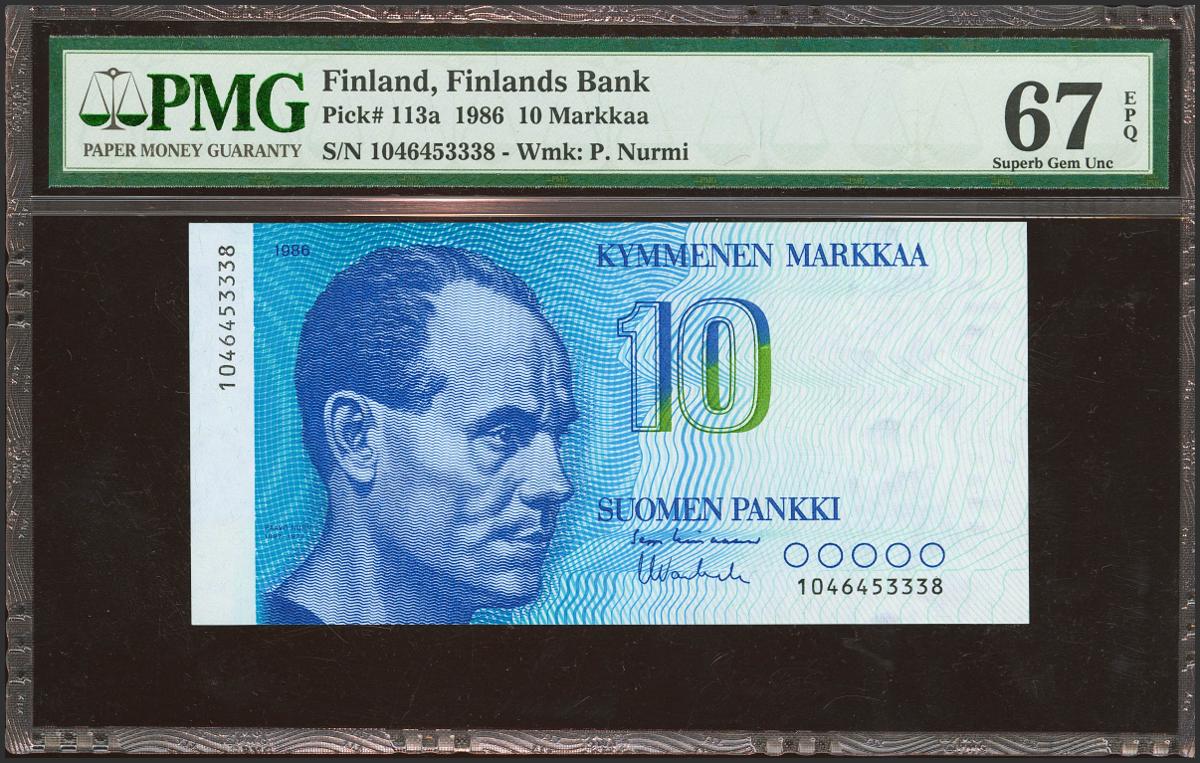 PMG
PAPER MONEY GUARANTY
Finland, Finlands Bank
Pick# 113a 1986 10 Markkaa
S/N 1046453338 - Wmk: P. Nurmi
67
EPQ
Superb Gem Unc
1986
1046453338
KYMMENEN MARKKAA
10
SUOMEN PANKKI
1046453338